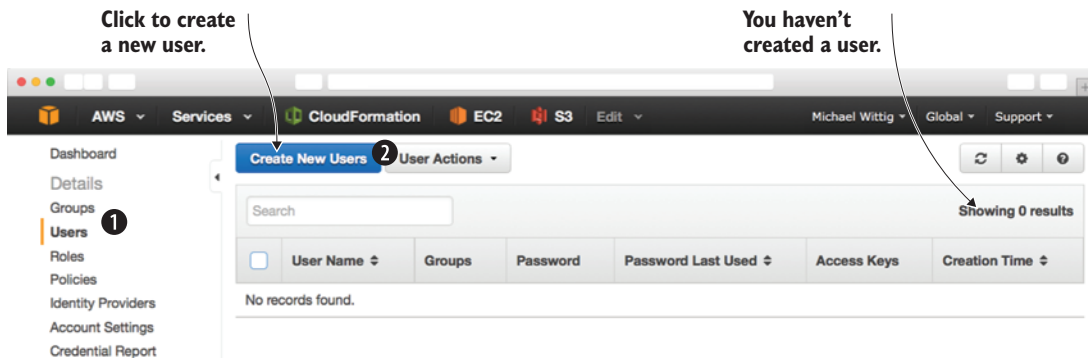 Click to create
a new user.
You haven't
created a user.
AWS Services CloudFormation EC2 S3 Edit Michael Wittig Global Support
Dashboard
Details
Groups
Users
Roles
Policies
Identity Providers
Account Settings
Credential Report
1
Create New Users 2 User Actions
Search
Showing 0 results
User Name Groups Password Password Last Used Access Keys Creation Time
No records found.